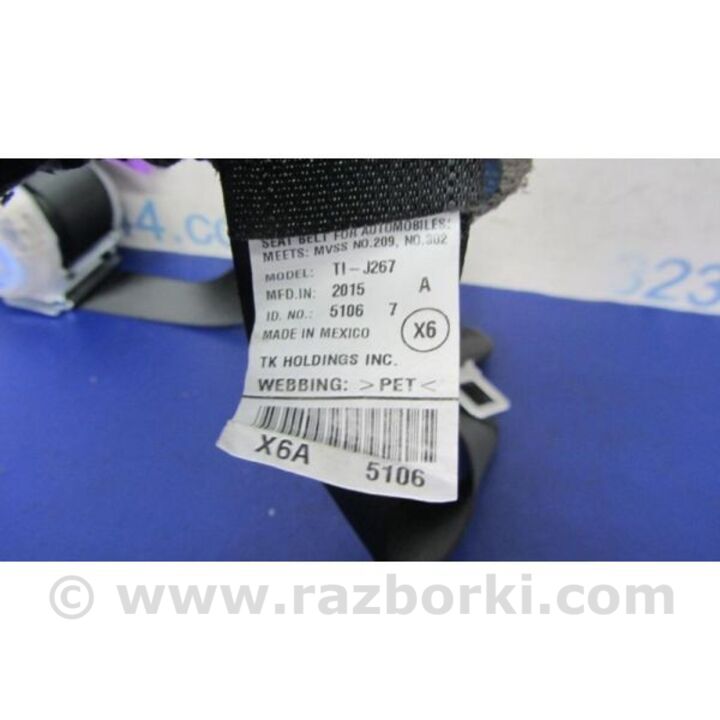 SEAT BELT FOR AUTOMOBILES:
MEETS: MVSS NO.209, NO.302
MODEL: TI-J267
MFD.IN: 2015 A
ID. NO.: 5106 7
MADE IN MEXICO X6
TK HOLDINGS INC.
WEBBING: >PET<
X6A 5106
© www.razborki.com